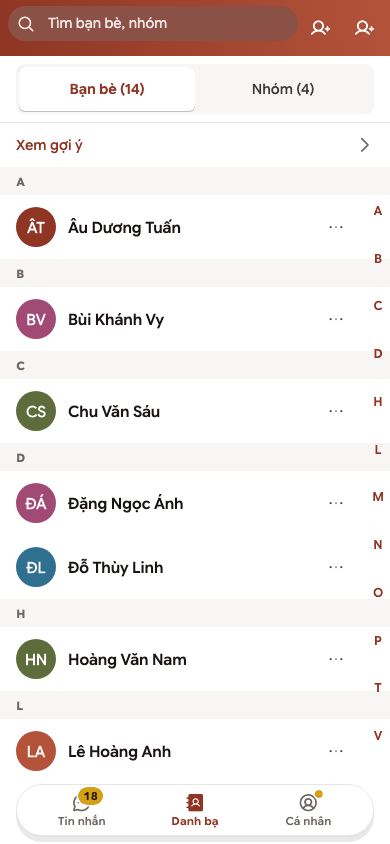 Tìm bạn bè, nhóm
Bạn bè (14)
Nhóm (4)
Xem gợi ý
A
ÂT
Âu Dương Tuấn
B
BV
Bùi Khánh Vy
C
CS
Chu Văn Sáu
D
ĐÁ
Đặng Ngọc Ánh
ĐL
Đỗ Thùy Linh
H
HN
Hoàng Văn Nam
L
LA
Lê Hoàng Anh
A
B
C
D
H
L
M
N
O
P
T
V
18
Tin nhắn
Danh bạ
Cá nhân